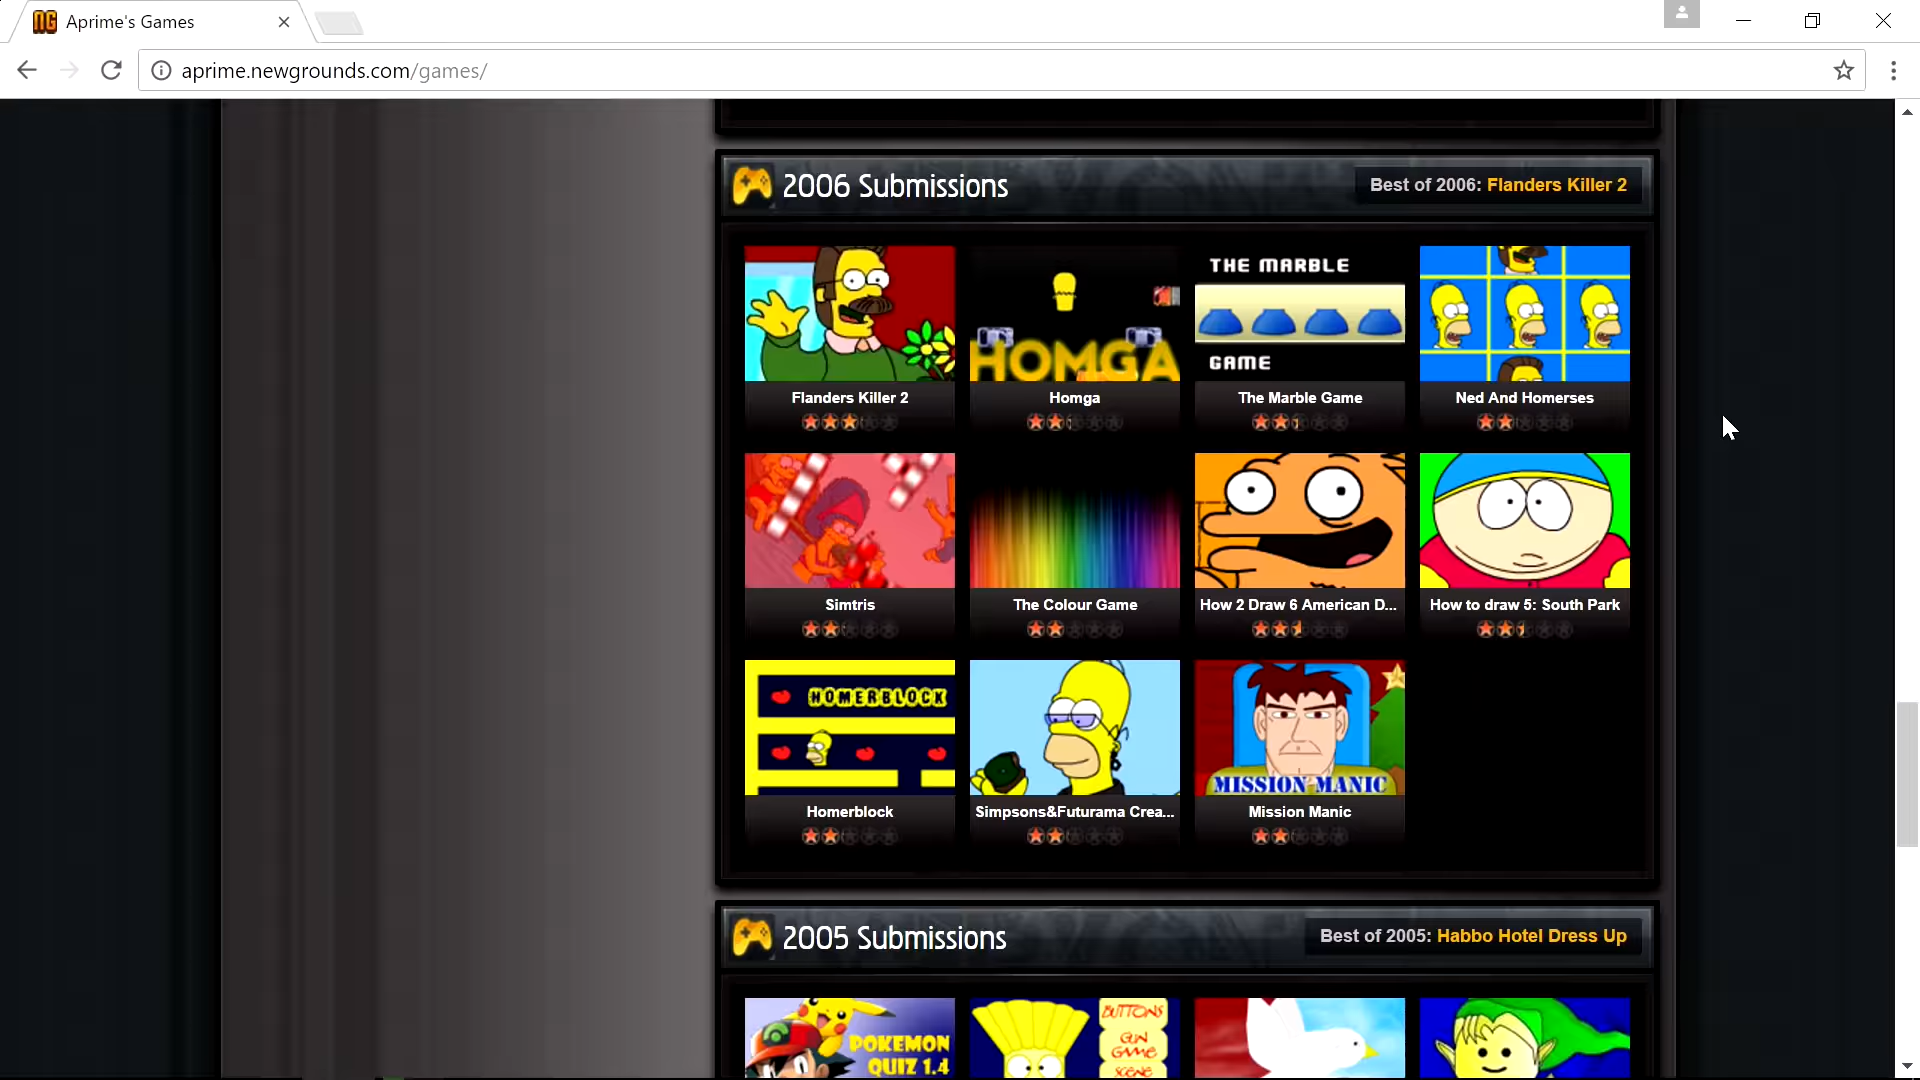 Aprime's Games
aprime.newgrounds.com/games/
2006 Submissions
Best of 2006: Flanders Killer 2
HOMGA
THE MARBLE
GAME
Flanders Killer 2
Homga
The Marble Game
Ned And Homerses
Simtris
The Colour Game
How 2 Draw 6 American D...
How to draw 5: South Park
HOMERBLOCK
MISSION MANIC
Homerblock
Simpsons&Futurama Crea...
Mission Manic
2005 Submissions
Best of 2005: Habbo Hotel Dress Up
POKEMON
QUIZ 1.4
BUTTONS
GUN
GAME
SCENE